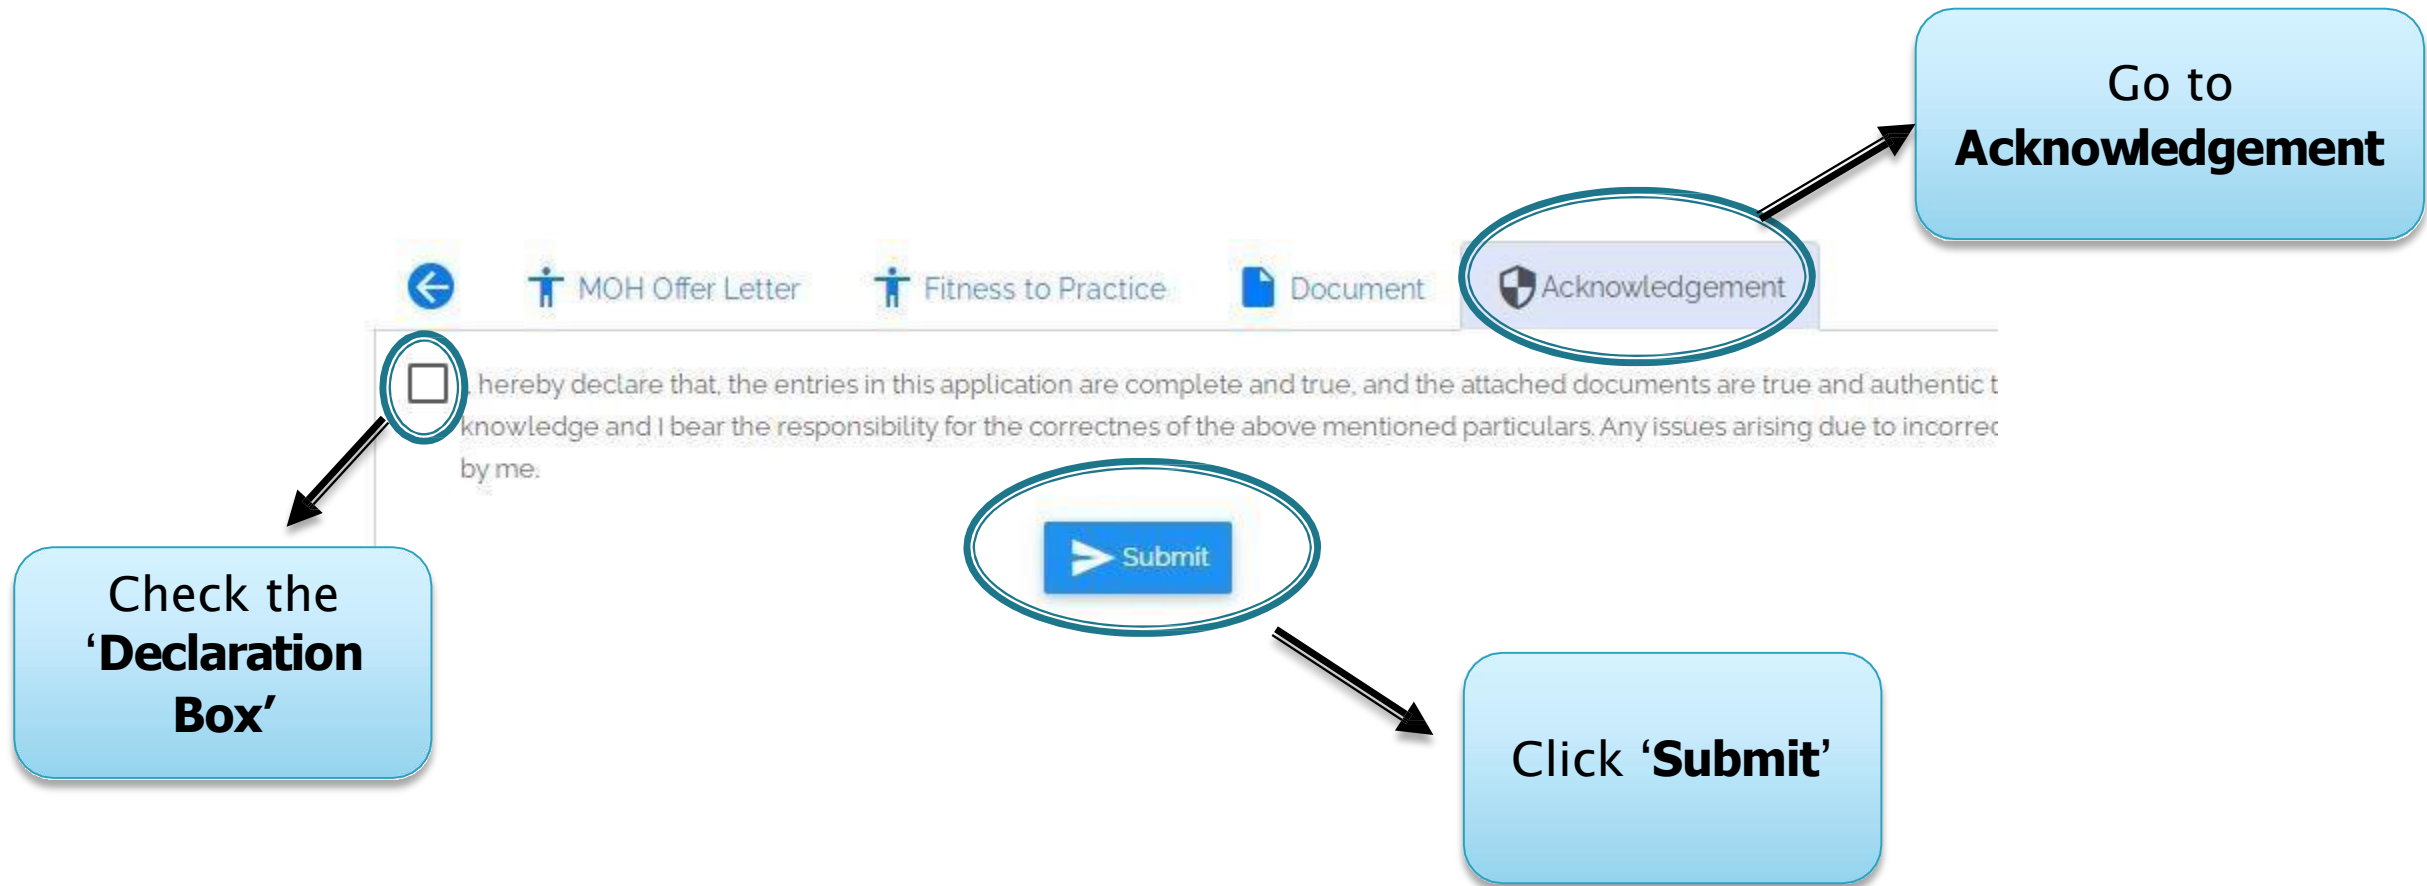 Go to
Acknowledgement
MOH Offer Letter
Fitness to Practice
Document
Acknowledgement
, hereby declare that, the entries in this application are complete and true, and the attached documents are true and authentic t
knowledge and I bear the responsibility for the correctnes of the above mentioned particulars. Any issues arising due to incorrec
by me.
Submit
Check the
‘Declaration
Box’
Click ‘Submit’